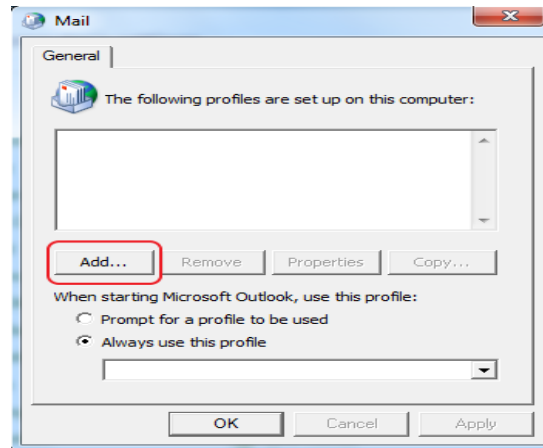 Mail
General
The following profiles are set up on this computer:
Add... Remove Properties Copy...
When starting Microsoft Outlook, use this profile:
Prompt for a profile to be used
Always use this profile
OK Cancel Apply